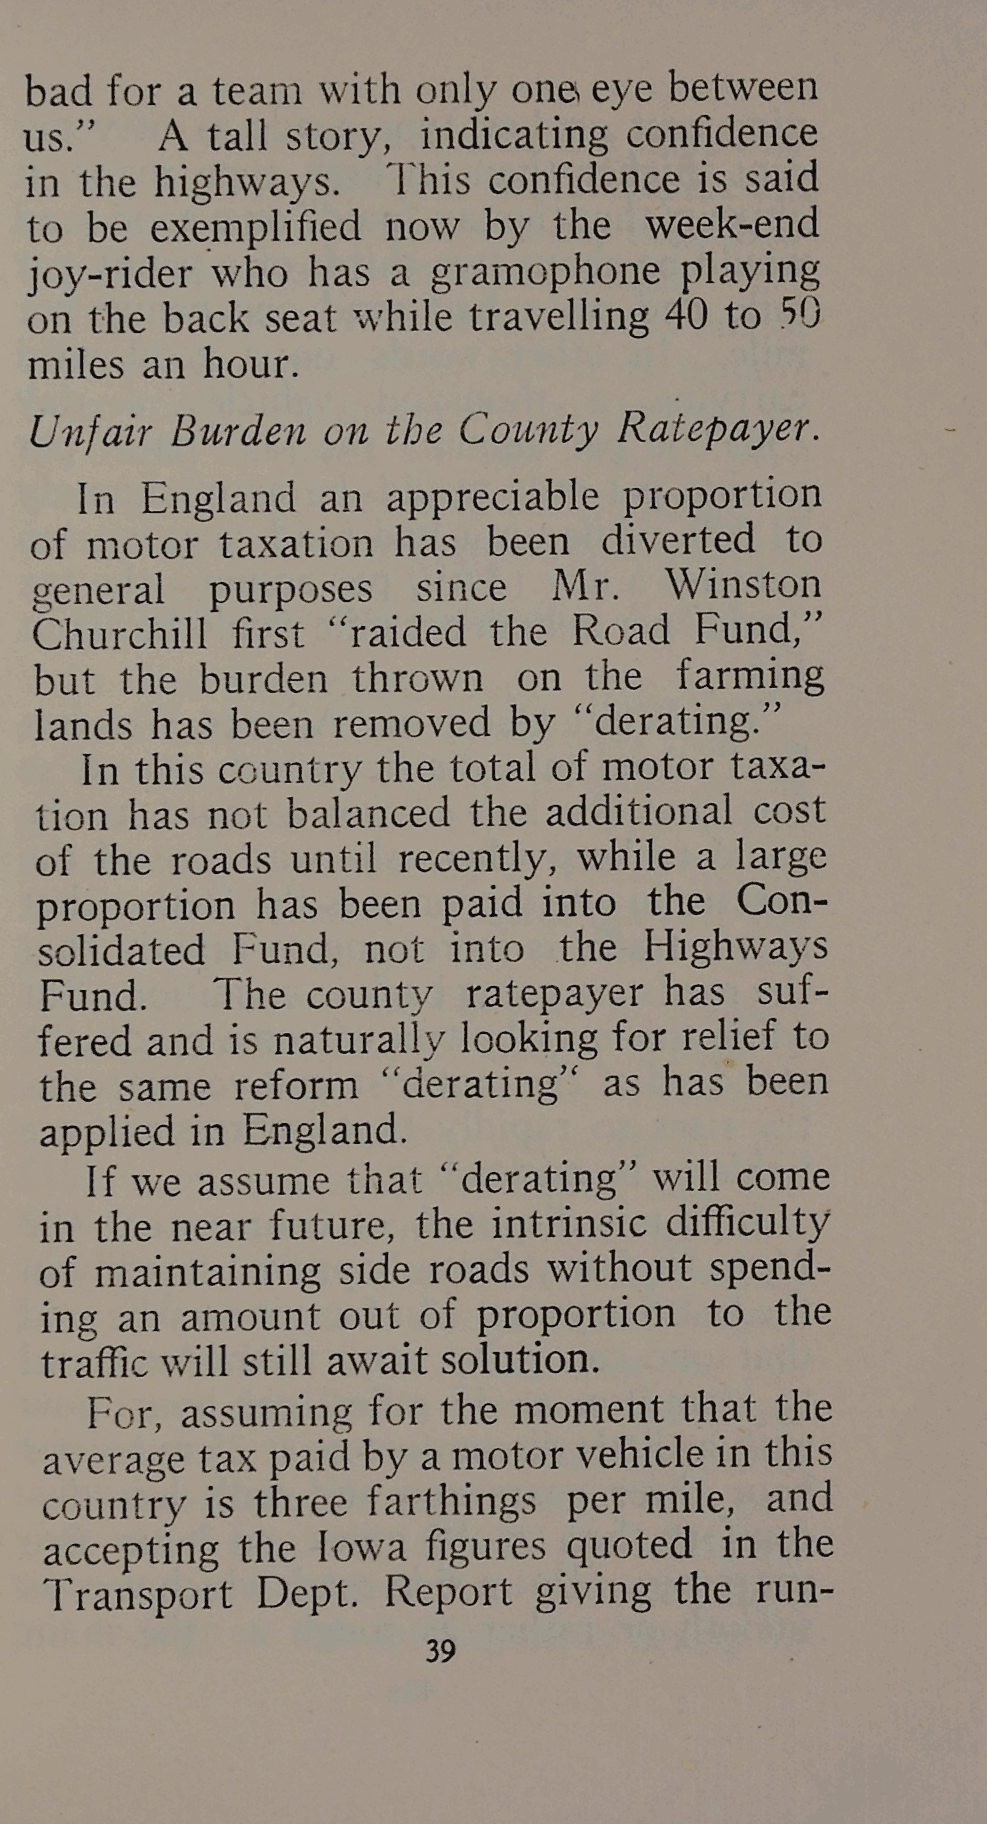 bad for a team with only one eye between
us.” A tall story, indicating confidence
in the highways. This confidence is said
to be exemplified now by the week-end
joy-rider who has a gramophone playing
on the back seat while travelling 40 to 50
miles an hour.
Unfair Burden on the County Ratepayer.
In England an appreciable proportion
of motor taxation has been diverted to
general purposes since Mr. Winston
Churchill first “raided the Road Fund,”
but the burden thrown on the farming
lands has been removed by “derating.”
In this country the total of motor taxa-
tion has not balanced the additional cost
of the roads until recently, while a large
proportion has been paid into the Con-
solidated Fund, not into the Highways
Fund. The county ratepayer has suf-
fered and is naturally looking for relief to
the same reform “derating“ as has been
applied in England.
If we assume that “derating” will come
in the near future, the intrinsic difficulty
of maintaining side roads without spend-
ing an amount out of proportion to the
traffic will still await solution.
For, assuming for the moment that the
average tax paid by a motor vehicle in this
country is three farthings per mile, and
accepting the Iowa figures quoted in the
Transport Dept. Report giving the run-
39